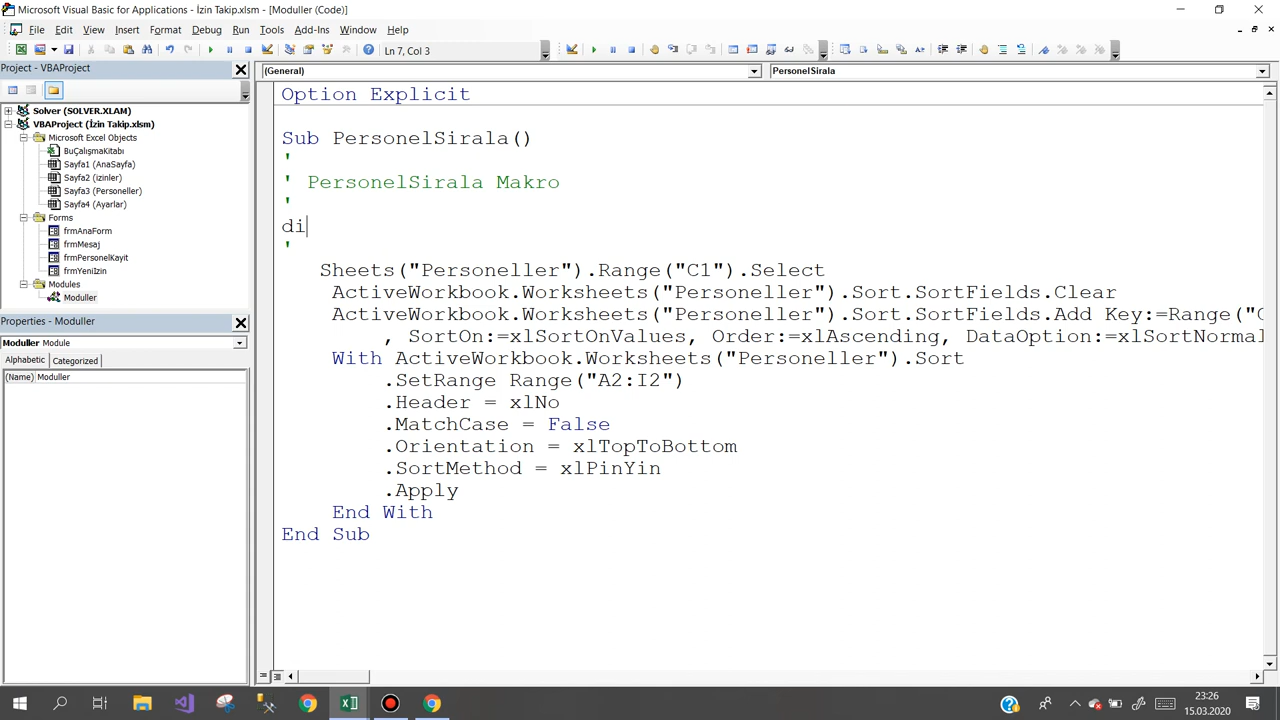 Microsoft Visual Basic for Applications - İzin Takip.xlsm - [Moduller (Code)]
File Edit View Insert Format Debug Run Tools Add-Ins Window Help
Ln 7, Col 3
Project - VBAProject
(General)
PersonelSirala
Solver (SOLVER.XLAM)
VBAProject (İzin Takip.xlsm)
Microsoft Excel Objects
BuÇalışmaKitabı
Sayfa1 (AnaSayfa)
Sayfa2 (izinler)
Sayfa3 (Personeller)
Sayfa4 (Ayarlar)
Forms
frmAnaForm
frmMesaj
frmPersonelKayit
frmYeniIzin
Modules
Moduller
Properties - Moduller
Moduller Module
Alphabetic Categorized
(Name) Moduller
Option Explicit
Sub PersonelSirala()
'
' PersonelSirala Makro
'
di
'
Sheets("Personeller").Range("C1").Select
ActiveWorkbook.Worksheets("Personeller").Sort.SortFields.Clear
ActiveWorkbook.Worksheets("Personeller").Sort.SortFields.Add Key:=Range("
, SortOn:=xlSortOnValues, Order:=xlAscending, DataOption:=xlSortNormal
With ActiveWorkbook.Worksheets("Personeller").Sort
.SetRange Range("A2:I2")
.Header = xlNo
.MatchCase = False
.Orientation = xlTopToBottom
.SortMethod = xlPinYin
.Apply
End With
End Sub
23:26
15.03.2020